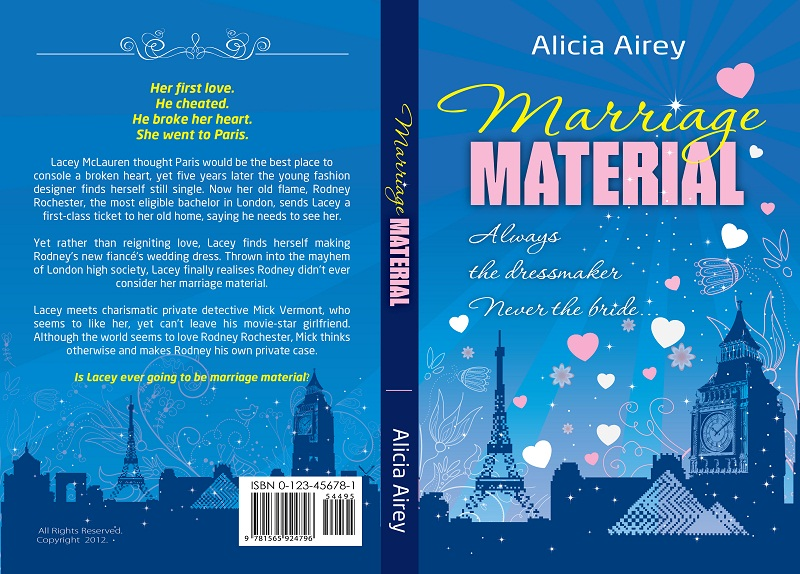 Her first love.
He cheated.
He broke her heart.
She went to Paris.
Lacey McLauren thought Paris would be the best place to
console a broken heart, yet five years later the young fashion
designer finds herself still single. Now her old flame, Rodney
Rochester, the most eligible bachelor in London, sends Lacey a
first-class ticket to her old home, saying he needs to see her.
Yet rather than reigniting love, Lacey finds herself making
Rodney's new fiancé's wedding dress. Thrown into the mayhem
of London high society, Lacey finally realises Rodney didn't ever
consider her marriage material.
Lacey meets charismatic private detective Mick Vermont, who
seems to like her, yet can't leave his movie-star girlfriend.
Although the world seems to love Rodney Rochester, Mick thinks
otherwise and makes Rodney his own private case.
Is Lacey ever going to be marriage material?
ISBN 0-123-45678-1
54495
9 781565 924796
All Rights Reserved.
Copyright 2012.
Marriage MATERIAL
Alicia Airey
Alicia Airey
Marriage
MATERIAL
Always
the dressmaker
Never the bride...